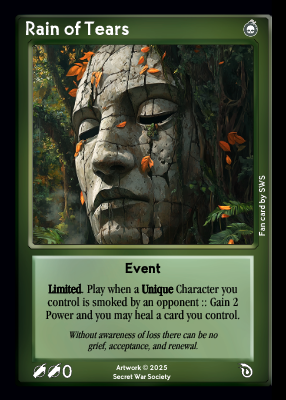 Rain of Tears
Fan card by SWS
Event
Limited. Play when a Unique Character you
control is smoked by an opponent :: Gain 2
Power and you may heal a card you control.
Without awareness of loss there can be no
grief, acceptance, and renewal.
0
Artwork © 2025
Secret War Society